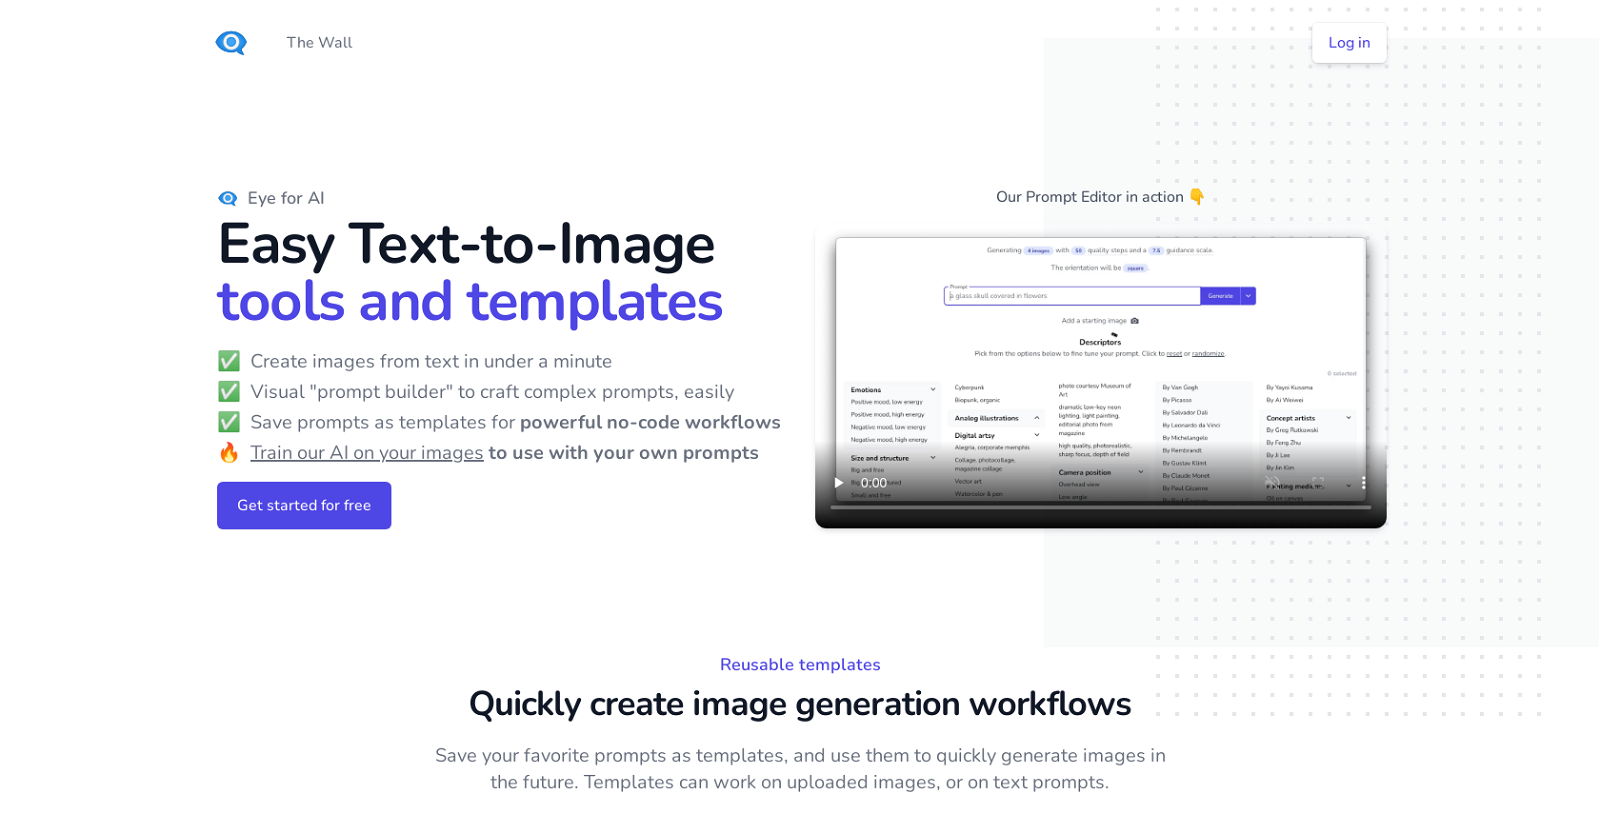 The Wall
Log in
Eye for AI
Easy Text-to-Image
tools and templates
✅ Create images from text in under a minute
✅ Visual "prompt builder" to craft complex prompts, easily
✅ Save prompts as templates for powerful no-code workflows
🔥 Train our AI on your images to use with your own prompts
Get started for free
Our Prompt Editor in action 👇
Generating 4 images with 50 quality steps and a 7.5 guidance scale.
The orientation will be square.
Prompt
a glass skull covered in flowers
Generate
Add a starting image
Descriptors
Pick from the options below to fine tune your prompt. Click to reset or randomize.
0 selected
Emotions
Positive mood, low energy
Positive mood, high energy
Negative mood, low energy
Negative mood, high energy
Size and structure
Big and free
Small and free
Cyberpunk
Biopunk, organic
Analog illustrations
Digital artsy
Alegria, corporate memphis
Collage, photocollage,
magazine collage
Vector art
Watercolor & pen
photo courtesy Museum of
Art
dramatic low-key neon
lighting, light painting,
editorial photo from
magazine
high quality, photorealistic,
sharp focus, depth of field
Camera position
Overhead view
Low angle
By Van Gogh
By Picasso
By Salvador Dali
By Leonardo da Vinci
By Michelangelo
By Rembrandt
By Gustav Klimt
By Claude Monet
By Paul Cézanne
By Yayoi Kusama
By Ai Weiwei
Concept artists
By Greg Rutkowski
By Feng Zhu
By Ji Lee
By Jin Kim
Painting medium
Oil on canvas
0:00
Reusable templates
Quickly create image generation workflows
Save your favorite prompts as templates, and use them to quickly generate images in
the future. Templates can work on uploaded images, or on text prompts.